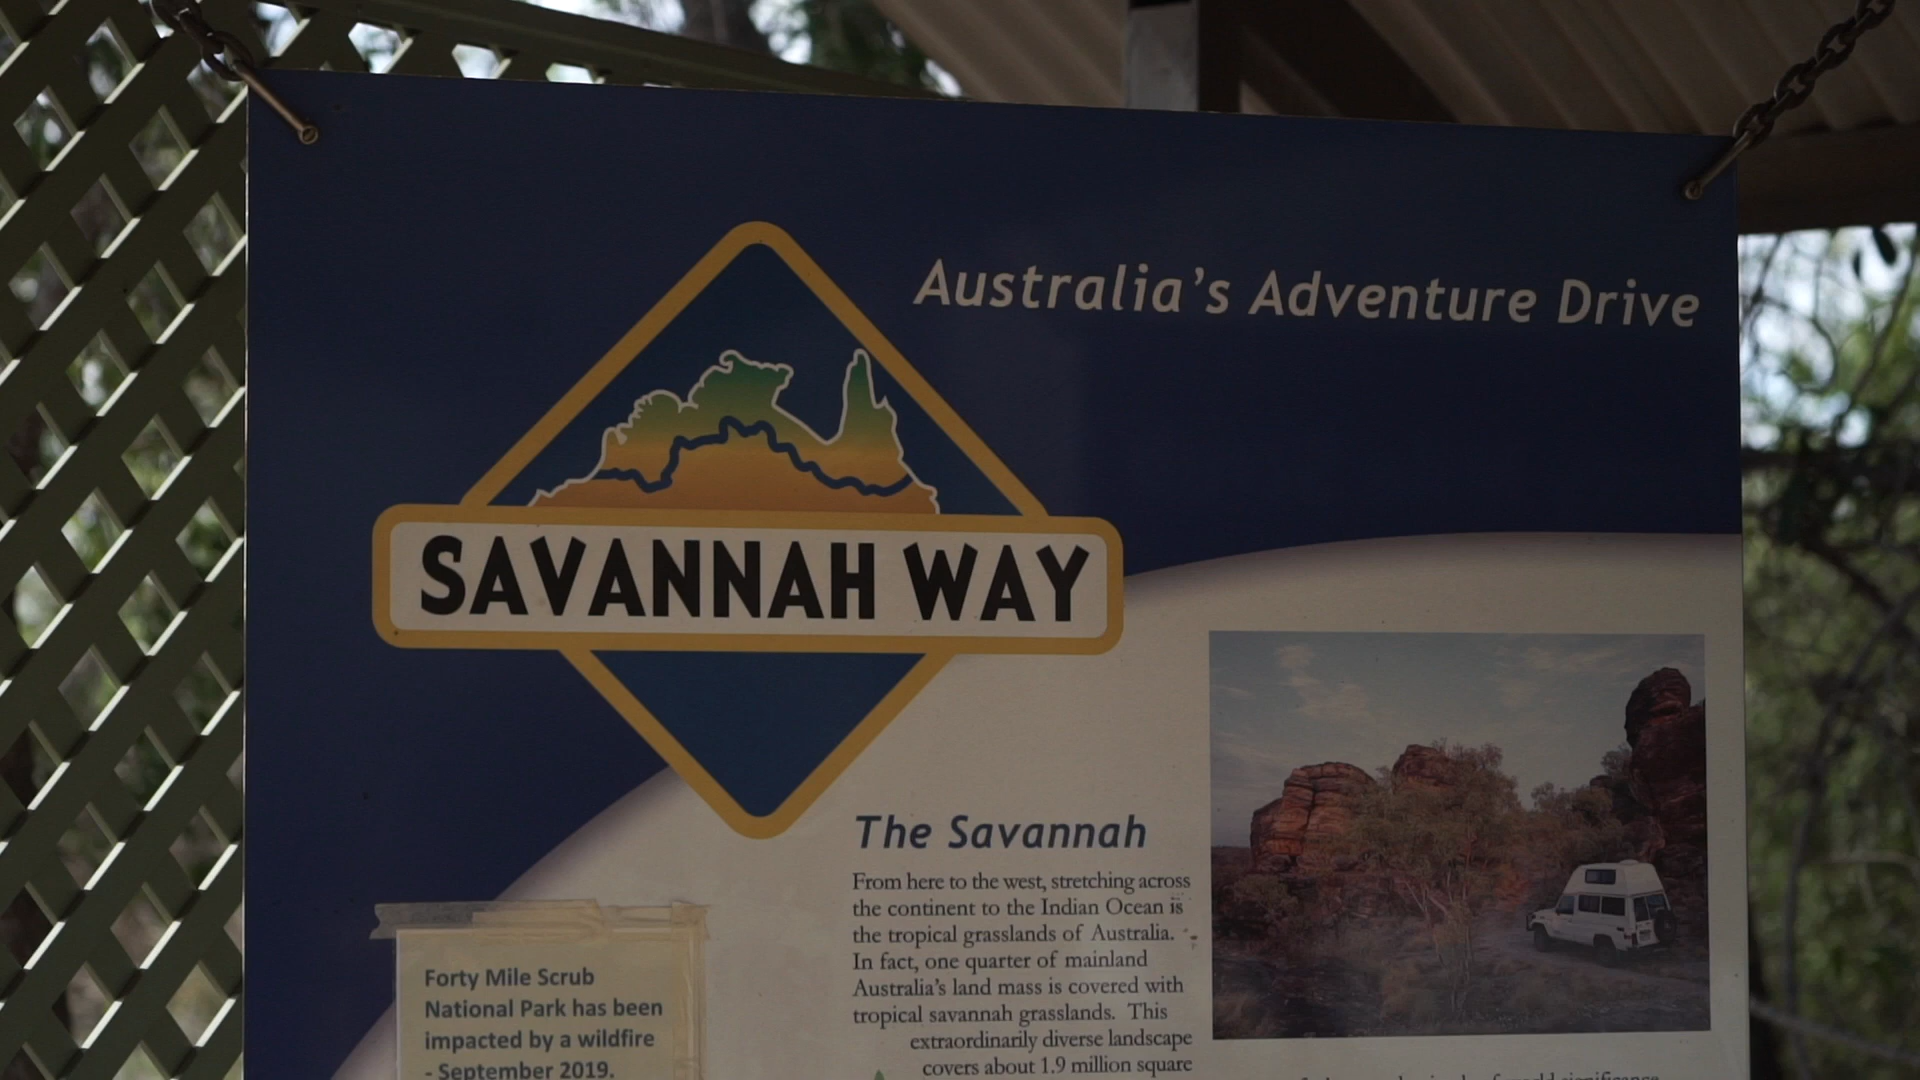 Australia's Adventure Drive
SAVANNAH WAY
The Savannah
From here to the west, stretching across
the continent to the Indian Ocean is
the tropical grasslands of Australia.
In fact, one quarter of mainland
Australia's land mass is covered with
tropical savannah grasslands. This
extraordinarily diverse landscape
covers about 1.9 million square
Forty Mile Scrub
National Park has been
impacted by a wildfire
- September 2019.